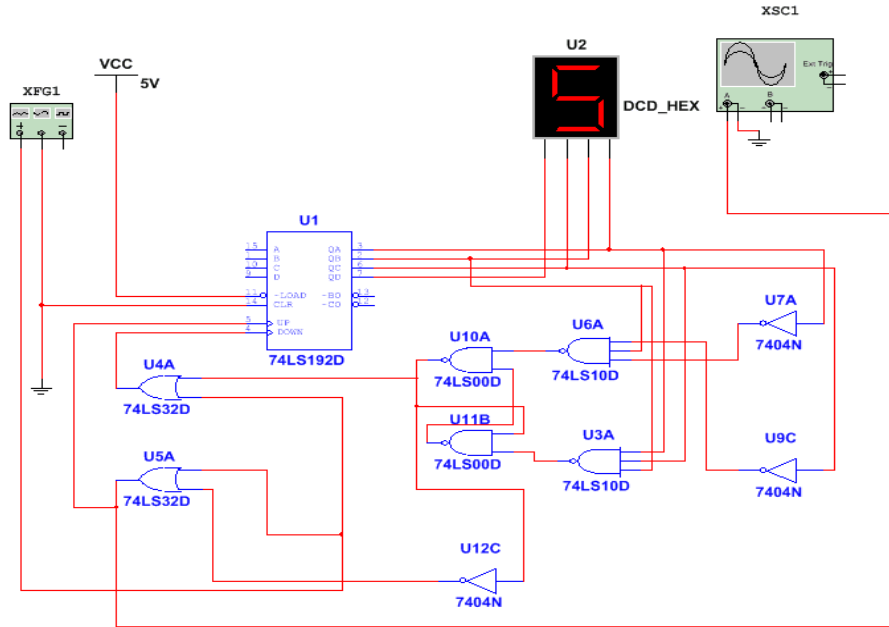 XSC1
Ext Trig
A
B
U2
DCD_HEX
VCC
5V
XFG1
U1
15 A QA 3
1 B QB 2
10 C QC 6
9 D QD 7
11 ~LOAD ~BO 13
14 CLR ~CO 12
5 UP
4 DOWN
74LS192D
U7A
7404N
U6A
74LS10D
U10A
74LS00D
U4A
74LS32D
U11B
74LS00D
U3A
74LS10D
U9C
7404N
U5A
74LS32D
U12C
7404N